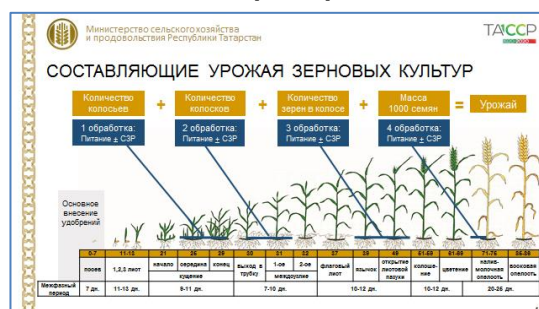 Министерство сельского хозяйства
и продовольствия Республики Татарстан
ТАССР
СОСТАВЛЯЮЩИЕ УРОЖАЯ ЗЕРНОВЫХ КУЛЬТУР
Количество колосьев + Количество колосков + Количество зерен в колосе + Масса 1000 семян = Урожай
1 обработка: Питание ± СЗР
2 обработка: Питание ± СЗР
3 обработка: Питание ± СЗР
4 обработка: Питание ± СЗР
Основное
внесение
удобрений
0-7 11-13 21 25 29 30 31 32 37 39 49 51-59 61-69 71-75
посев 1,2,3 лист начало середина конец выход в трубку 1-ое 2-ое флаговый лист язычок открытие листовой пазухи колошение цветение налив-молочная спелость восковая спелость
кущение междоузлие
Межфазный период 7 дн. 11-13 дн. 9-11 дн. 7-10 дн. 10-12 дн. 10-12 дн. 20-25 дн.